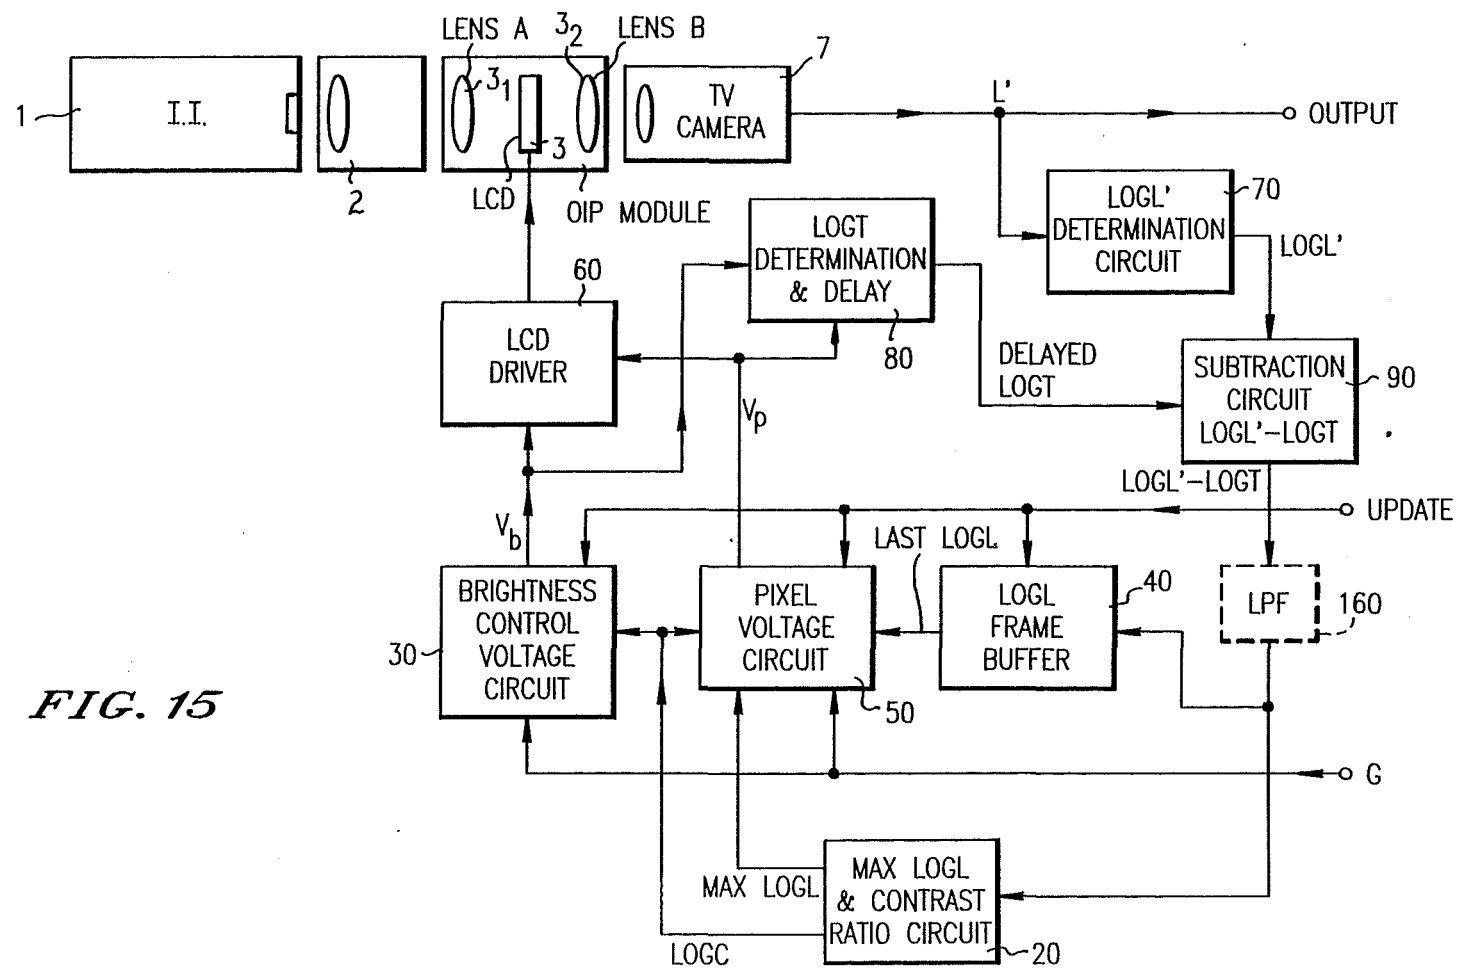 LENS A
3₂
LENS B
7
1
I.I.
3₁
3
TV
CAMERA
L'
OUTPUT
2
LCD
OIP MODULE
LOGL'
DETERMINATION
CIRCUIT
70
LOGL'
60
LOGT
DETERMINATION
& DELAY
80
LCD
DRIVER
DELAYED
LOGT
SUBTRACTION
CIRCUIT
LOGL'-LOGT
90
Vp
LOGL'-LOGT
UPDATE
Vb
LAST LOGL
BRIGHTNESS
CONTROL
VOLTAGE
CIRCUIT
30
PIXEL
VOLTAGE
CIRCUIT
50
LOGL
FRAME
BUFFER
40
LPF
160
FIG. 15
G
MAX LOGL
MAX LOGL
& CONTRAST
RATIO CIRCUIT
20
LOGC